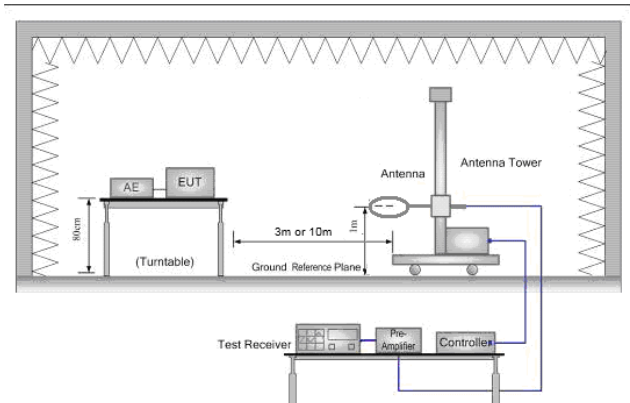 Antenna
Antenna Tower
AE
EUT
80cm
(Turntable)
3m or 10m
1m
Ground Reference Plane
Test Receiver
Pre-
Amplifier
Controller